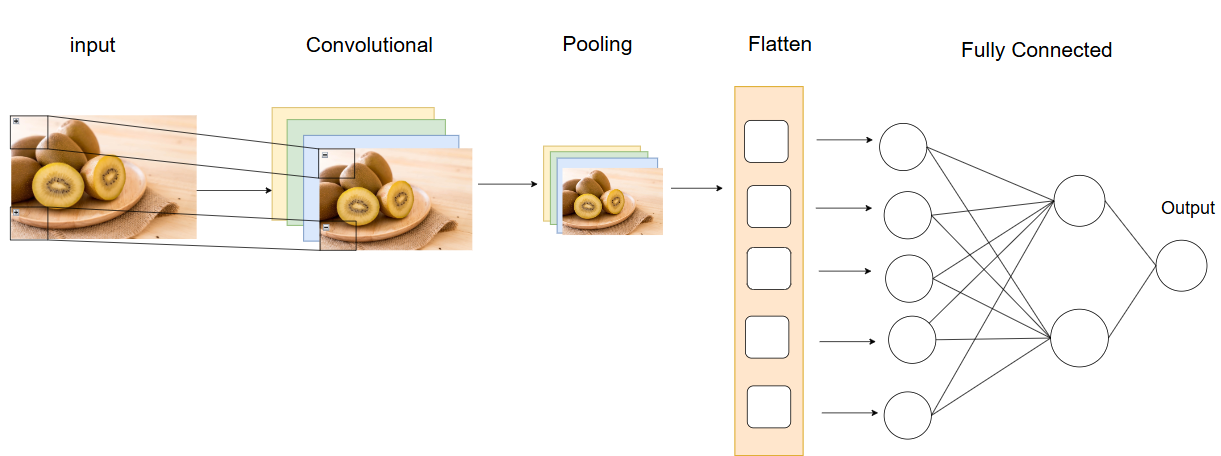 input
Convolutional
Pooling
Flatten
Fully Connected
Output